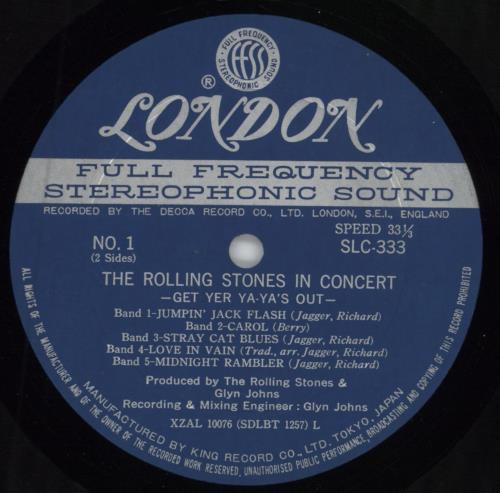 FULL FREQUENCY
ffss
STEREOPHONIC SOUND
®
LONDON
FULL FREQUENCY
STEREOPHONIC SOUND
RECORDED BY THE DECCA RECORD CO., LTD. LONDON, S.E.I., ENGLAND
NO. 1
(2 Sides)
SPEED 33⅓
SLC-333
THE ROLLING STONES IN CONCERT
—GET YER YA-YA'S OUT—
Band 1-JUMPIN' JACK FLASH (Jagger, Richard)
Band 2-CAROL (Berry)
Band 3-STRAY CAT BLUES (Jagger, Richard)
Band 4-LOVE IN VAIN (Trad., arr. Jagger, Richard)
Band 5-MIDNIGHT RAMBLER (Jagger, Richard)
Produced by The Rolling Stones &
Glyn Johns
Recording & Mixing Engineer : Glyn Johns
XZAL 10076 (SDLBT 1257) L
MANUFACTURED BY KING RECORD CO., LTD. TOKYO, JAPAN
ALL RIGHTS OF THE MANUFACTURER AND OF THE OWNER OF THE RECORDED WORK RESERVED, UNAUTHORISED PUBLIC PERFORMANCE, BROADCASTING AND COPYING OF THIS RECORD PROHIBITED